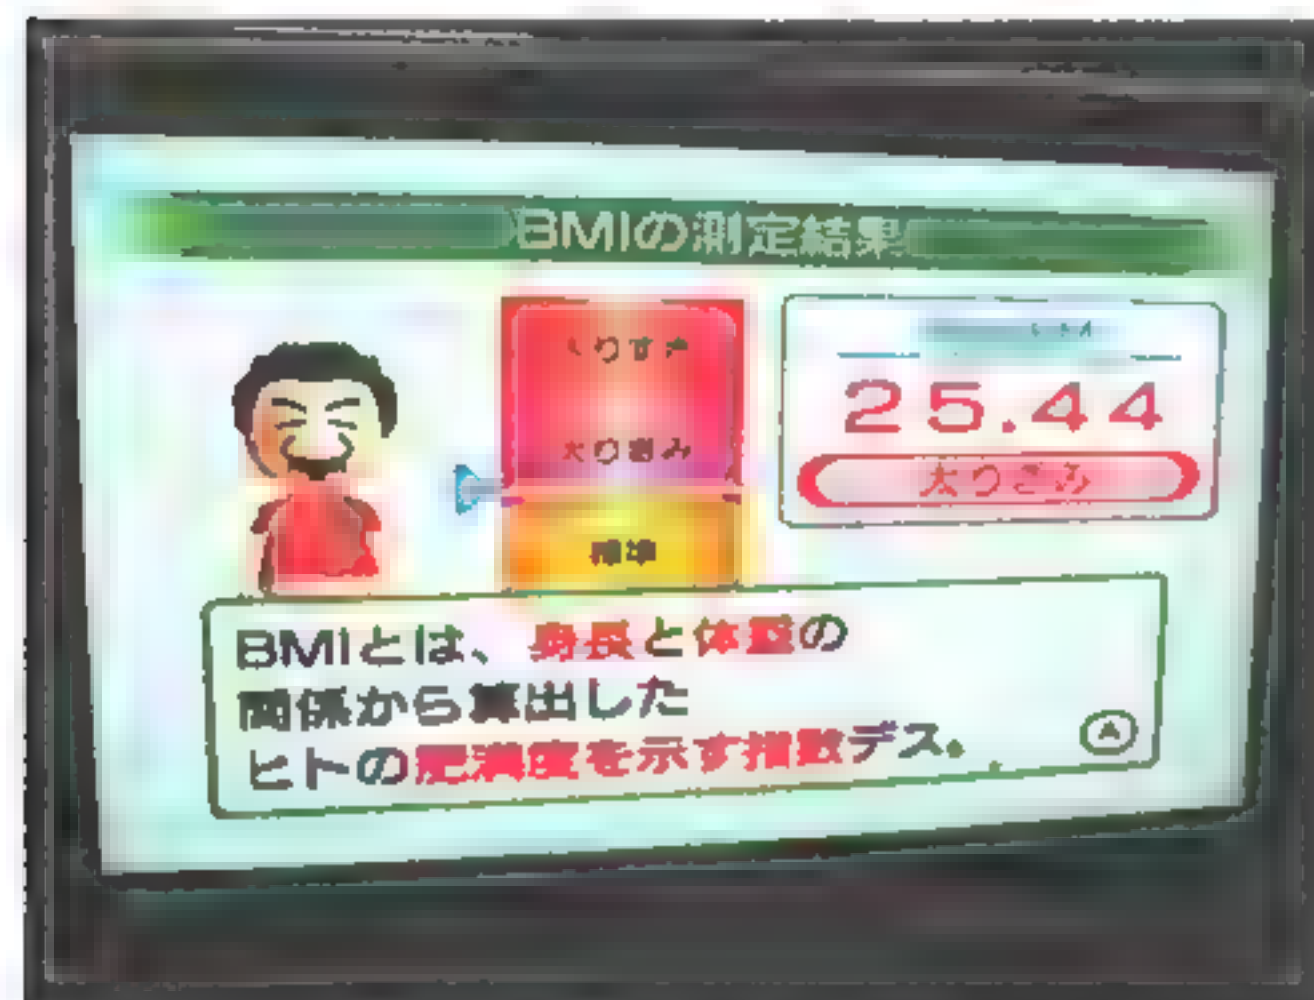 BMIの測定結果
りすぎ
太りぎみ
標準
25.44
太りぎみ
BMIとは、身長と体重の
関係から算出した
ヒトの肥満度を示す指数デス。
A